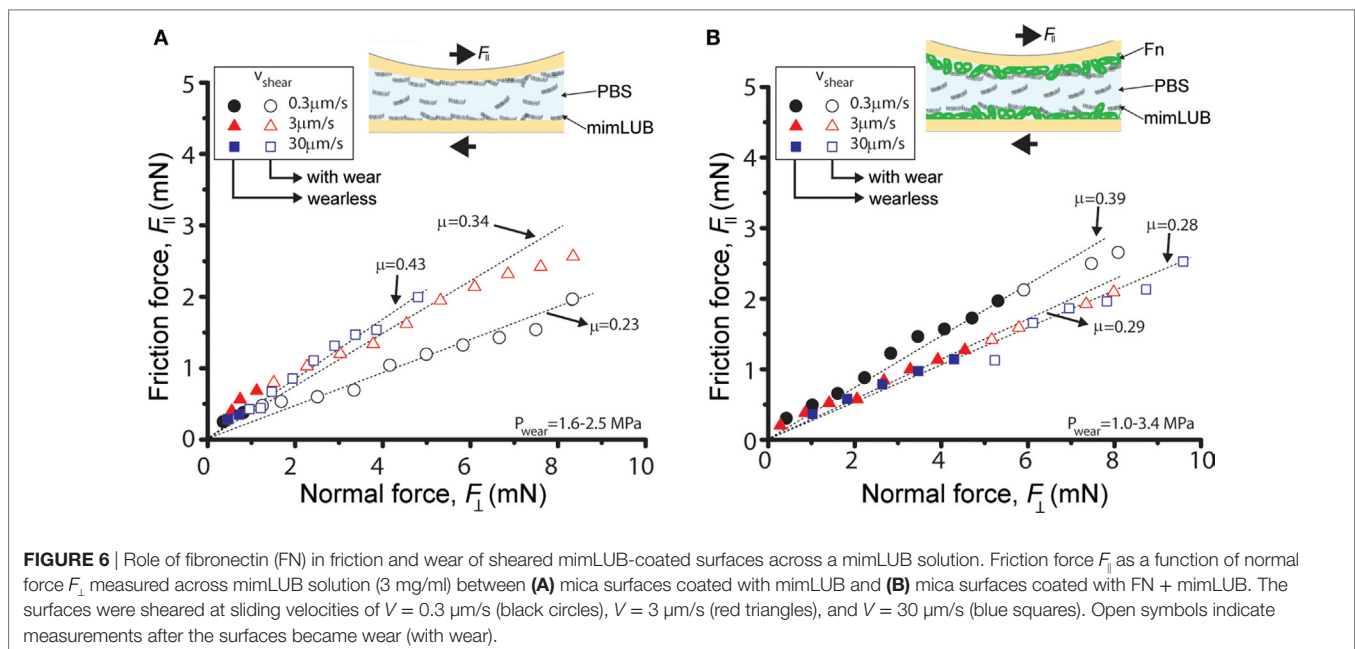 A
F∥
v shear
0.3μm/s
3μm/s
30μm/s
with wear
wearless
PBS
mimLUB
μ=0.34
μ=0.43
μ=0.23
P wear=1.6-2.5 MPa
5
4
3
2
1
0
Friction force, F∥ (mN)
0 2 4 6 8 10
Normal force, F⊥ (mN)
B
F∥
v shear
0.3μm/s
3μm/s
30μm/s
with wear
wearless
Fn
PBS
mimLUB
μ=0.39
μ=0.28
μ=0.29
P wear=1.0-3.4 MPa
5
4
3
2
1
0
Friction force, F∥ (mN)
0 2 4 6 8 10
Normal force, F⊥ (mN)
FIGURE 6 | Role of fibronectin (FN) in friction and wear of sheared mimLUB-coated surfaces across a mimLUB solution. Friction force F∥ as a function of normal
force F⊥ measured across mimLUB solution (3 mg/ml) between (A) mica surfaces coated with mimLUB and (B) mica surfaces coated with FN + mimLUB. The
surfaces were sheared at sliding velocities of V = 0.3 μm/s (black circles), V = 3 μm/s (red triangles), and V = 30 μm/s (blue squares). Open symbols indicate
measurements after the surfaces became wear (with wear).